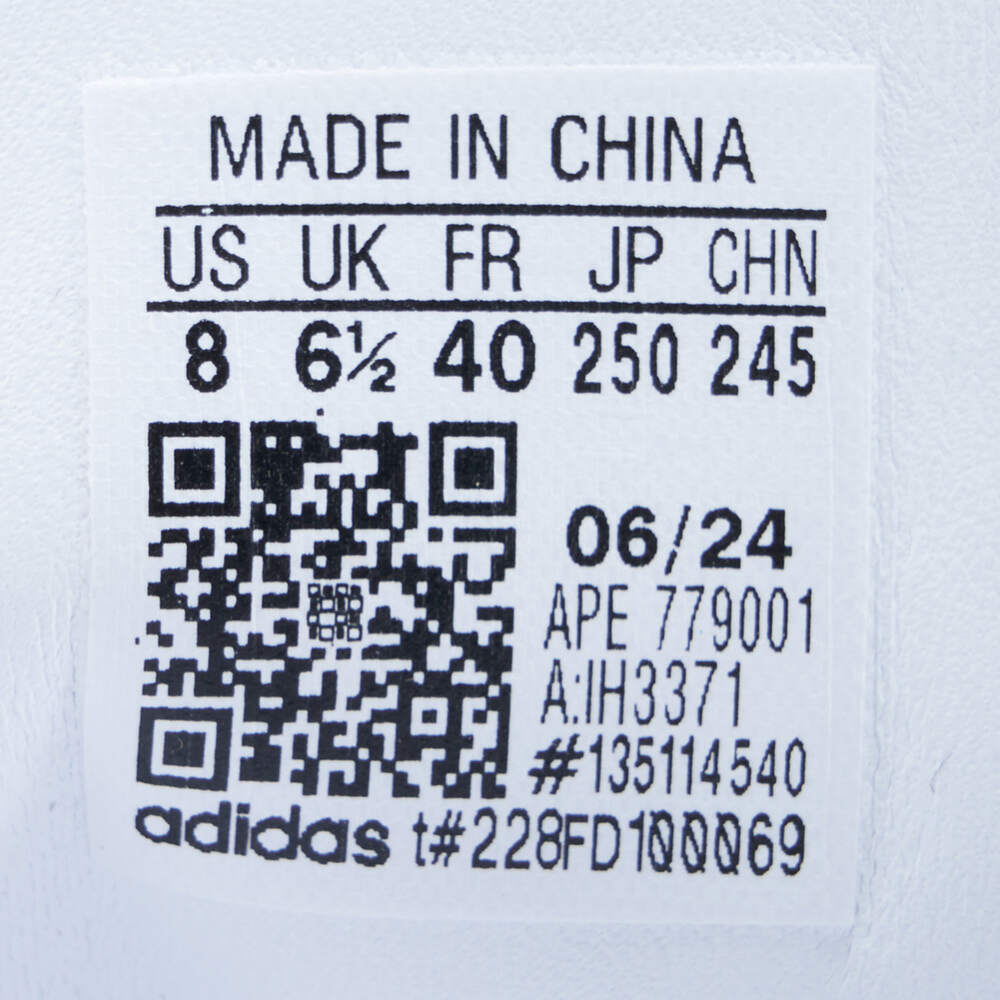 MADE IN CHINA
US UK FR JP CHN
8 6½ 40 250 245
06/24
APE 779001
A:IH3371
#135114540
adidas t#228FD1000069